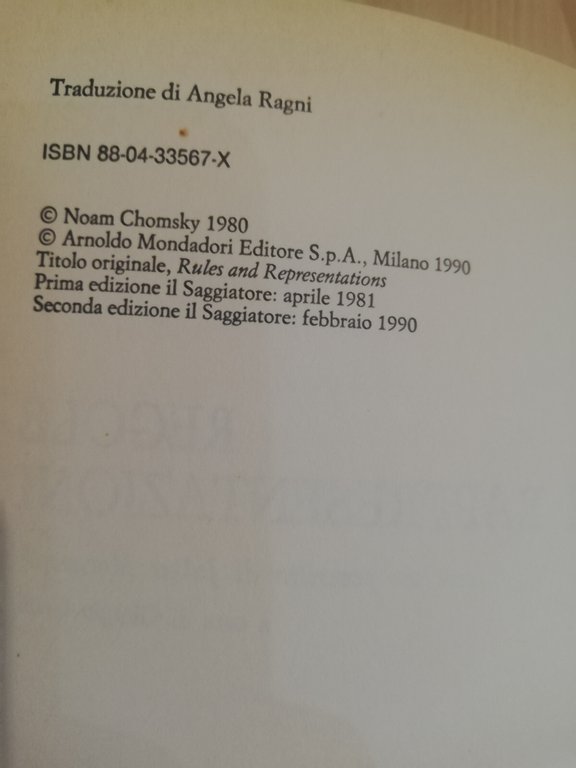 Traduzione di Angela Ragni
ISBN 88-04-33567-X
© Noam Chomsky 1980
© Arnoldo Mondadori Editore S.p.A., Milano 1990
Titolo originale, Rules and Representations
Prima edizione il Saggiatore: aprile 1981
Seconda edizione il Saggiatore: febbraio 1990